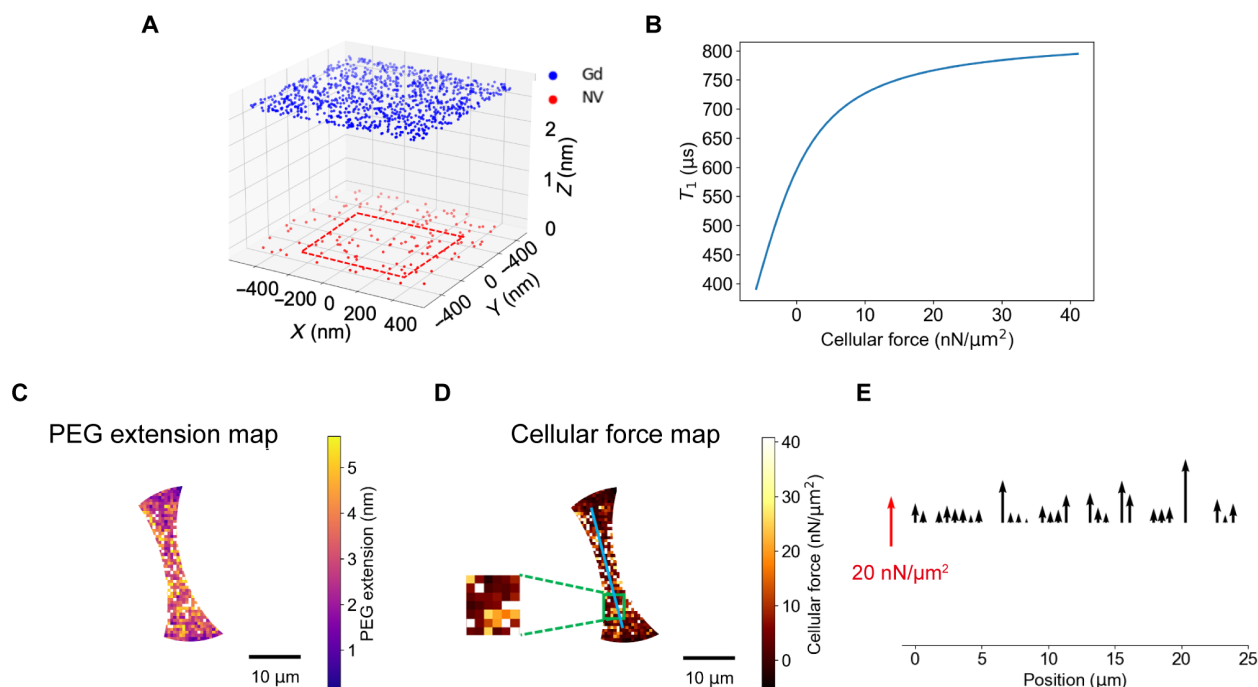 A
Gd
NV
2
1
0
Z (nm)
−400
−200
0
200
400
X (nm)
−400
0
−400
Y (nm)
B
800
750
700
650
600
550
500
450
400
T₁ (µs)
0
10
20
30
40
Cellular force (nN/µm²)
C
PEG extension map
5
4
3
2
1
PEG extension (nm)
10 µm
D
Cellular force map
40
30
20
10
0
Cellular force (nN/µm²)
10 µm
E
20 nN/µm²
0
5
10
15
20
25
Position (µm)